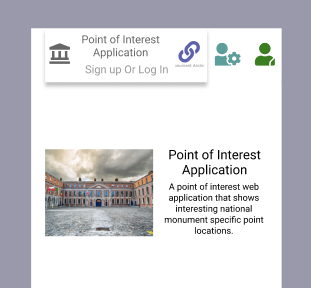 Point of Interest
Application
Sign up Or Log In
Point of Interest
Application
A point of interest web
application that shows
interesting national
monument specific point
locations.